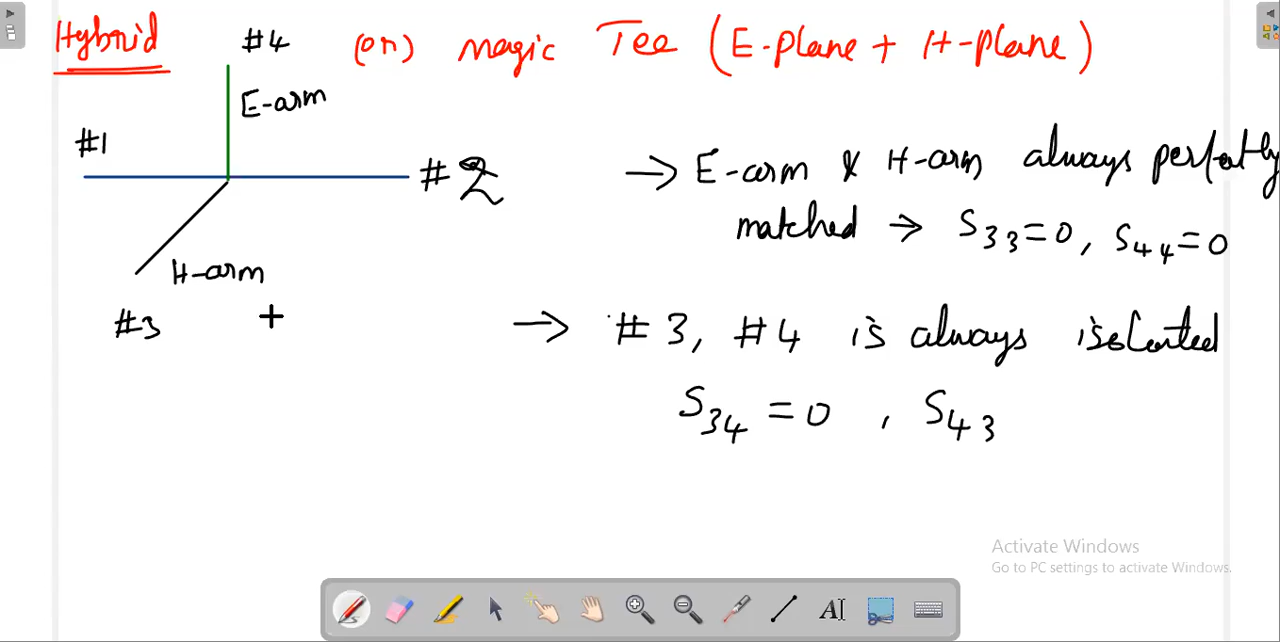 Hybrid (or) magic Tee (E-plane + H-plane)
#4
E-arm
#1
#2
H-arm
#3
+
→ E-arm & H-arm always perfectly
matched → S33=0, S44=0
→ #3, #4 is always isolated
S34=0, S43
Activate Windows
Go to PC settings to activate Windows.
AI